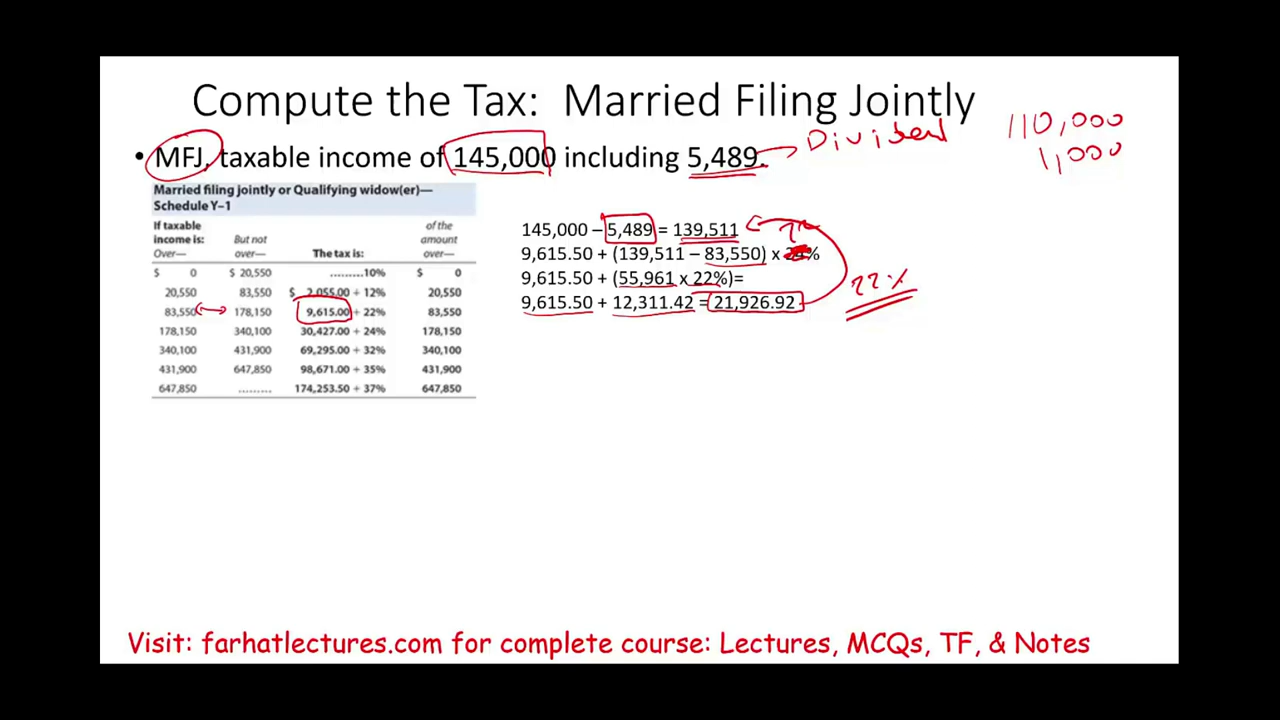 Compute the Tax: Married Filing Jointly
110,000
1,000
• MFJ, taxable income of 145,000 including 5,489.
Married filing jointly or Qualifying widow(er)—
Schedule Y–1
If taxable income is: Over— But not over— The tax is: of the amount over—
$ 0 $ 20,550 .........10% $ 0
20,550 83,550 $ 2,055.00 + 12% 20,550
83,550 178,150 9,615.00 + 22% 83,550
178,150 340,100 30,427.00 + 24% 178,150
340,100 431,900 69,295.00 + 32% 340,100
431,900 647,850 98,671.00 + 35% 431,900
647,850 ......... 174,253.50 + 37% 647,850
145,000 – 5,489 = 139,511
9,615.50 + (139,511 – 83,550) x %
9,615.50 + (55,961 x 22%)=
9,615.50 + 12,311.42 = 21,926.92
22%
Visit: farhatlectures.com for complete course: Lectures, MCQs, TF, & Notes